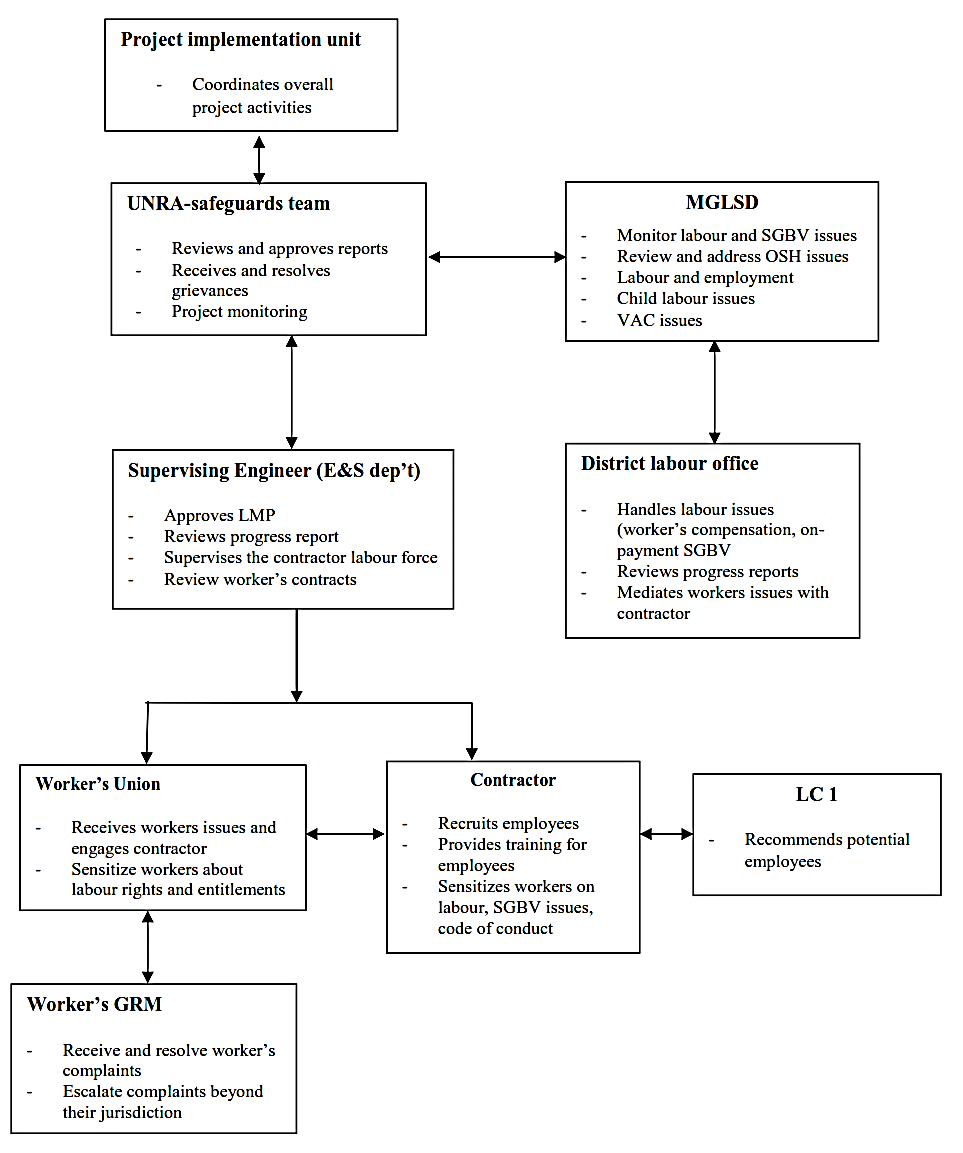 Project implementation unit
- Coordinates overall
project activities
UNRA-safeguards team
- Reviews and approves reports
- Receives and resolves
grievances
- Project monitoring
MGLSD
- Monitor labour and SGBV issues
- Review and address OSH issues
- Labour and employment
- Child labour issues
- VAC issues
Supervising Engineer (E&S dep’t)
- Approves LMP
- Reviews progress report
- Supervises the contractor labour force
- Review worker’s contracts
District labour office
- Handles labour issues
(worker’s compensation, on-
payment SGBV
- Reviews progress reports
- Mediates workers issues with
contractor
Worker’s Union
- Receives workers issues and
engages contractor
- Sensitize workers about
labour rights and entitlements
Contractor
- Recruits employees
- Provides training for
employees
- Sensitizes workers on
labour, SGBV issues,
code of conduct
LC 1
- Recommends potential
employees
Worker’s GRM
- Receive and resolve worker’s
complaints
- Escalate complaints beyond
their jurisdiction